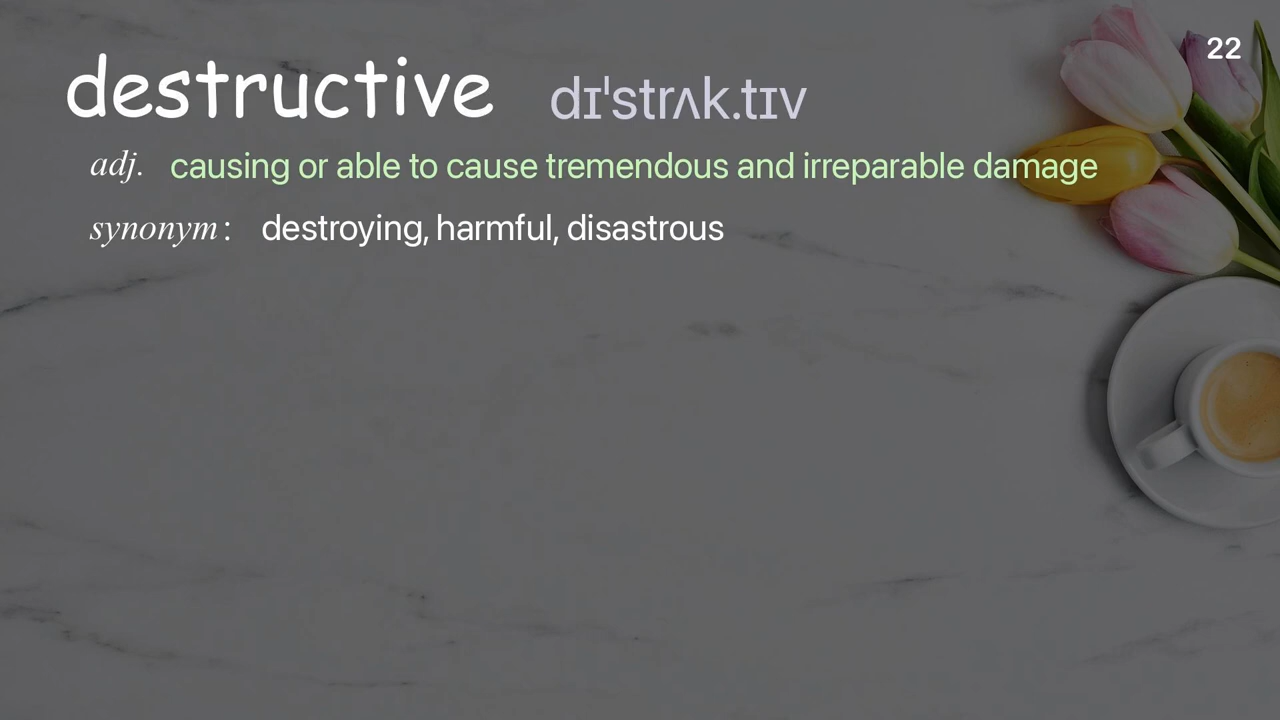 22
destructive dɪˈstrʌk.tɪv
adj. causing or able to cause tremendous and irreparable damage
synonym : destroying, harmful, disastrous